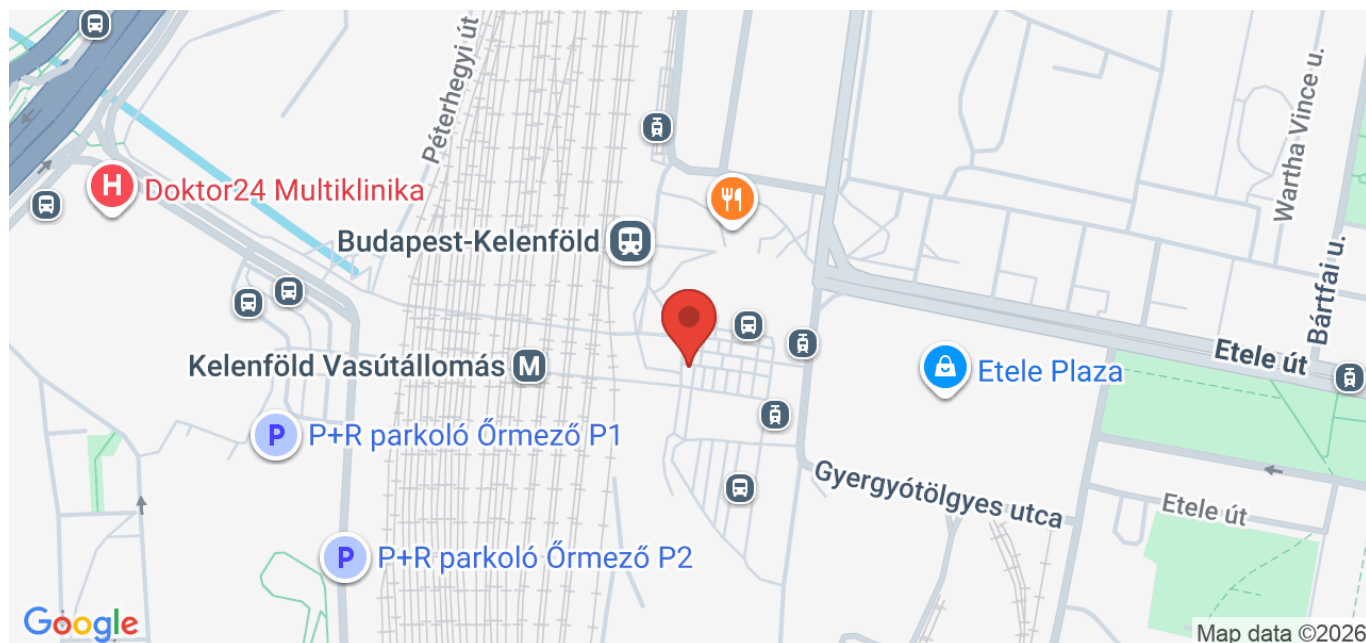 Péterhegyi út
Wartha Vince u.
H
Doktor24 Multiklinika
Budapest-Kelenföld
Bártfai u.
Etele út
Kelenföld Vasútállomás
M
Etele Plaza
P
P+R parkoló Őrmező P1
Gyergyótölgyes utca
Etele út
P
P+R parkoló Őrmező P2
Google
Map data ©2026